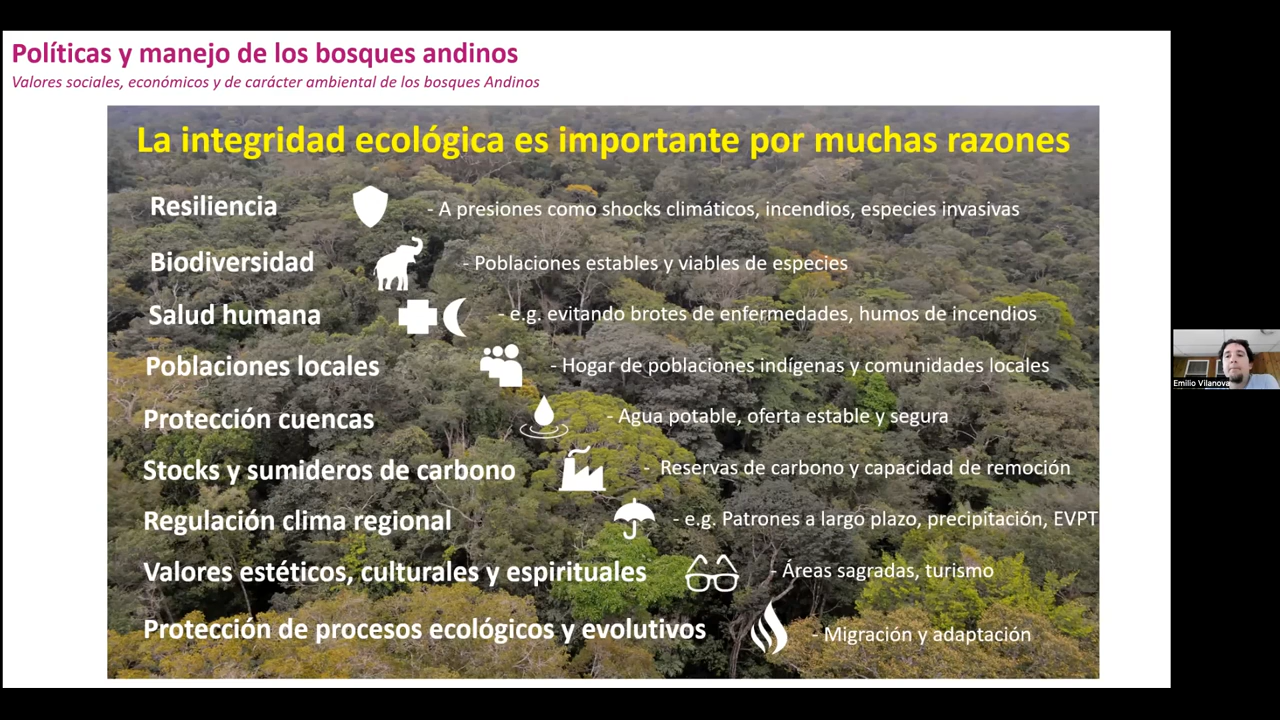 Políticas y manejo de los bosques andinos
Valores sociales, económicos y de carácter ambiental de los bosques Andinos
La integridad ecológica es importante por muchas razones
Resiliencia - A presiones como shocks climáticos, incendios, especies invasivas
Biodiversidad - Poblaciones estables y viables de especies
Salud humana - e.g. evitando brotes de enfermedades, humos de incendios
Poblaciones locales - Hogar de poblaciones indígenas y comunidades locales
Protección cuencas - Agua potable, oferta estable y segura
Stocks y sumideros de carbono - Reservas de carbono y capacidad de remoción
Regulación clima regional - e.g. Patrones a largo plazo, precipitación, EVPT
Valores estéticos, culturales y espirituales - Áreas sagradas, turismo
Protección de procesos ecológicos y evolutivos - Migración y adaptación
Emilio Vilanova